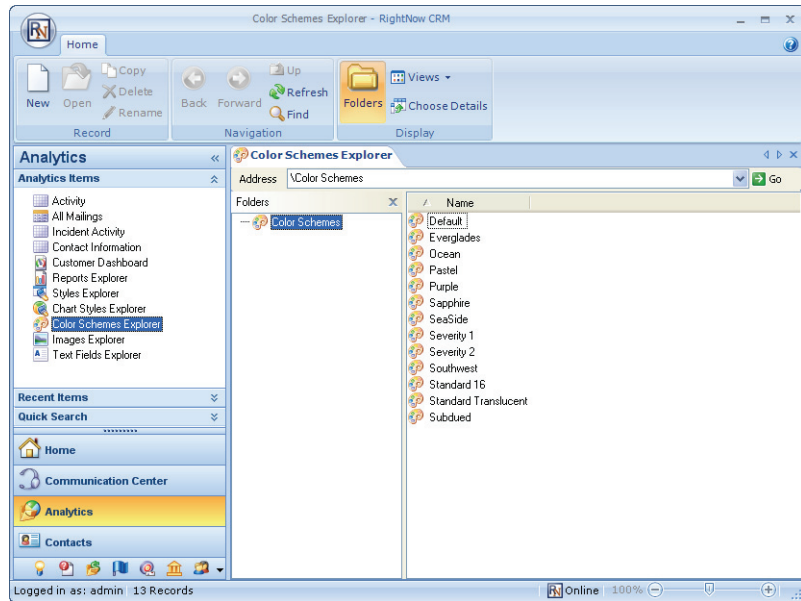 Color Schemes Explorer - RightNow CRM
RN
Home
New
Open
Copy
Delete
Rename
Record
Back
Forward
Up
Refresh
Find
Navigation
Folders
Views
Choose Details
Display
Analytics
Analytics Items
Activity
All Mailings
Incident Activity
Contact Information
Customer Dashboard
Reports Explorer
Styles Explorer
Chart Styles Explorer
Color Schemes Explorer
Images Explorer
Text Fields Explorer
Recent Items
Quick Search
Home
Communication Center
Analytics
Contacts
Color Schemes Explorer
Address \Color Schemes Go
Folders
Color Schemes
Name
Default
Everglades
Ocean
Pastel
Purple
Sapphire
SeaSide
Severity 1
Severity 2
Southwest
Standard 16
Standard Translucent
Subdued
Logged in as: admin 13 Records
RN Online 100%